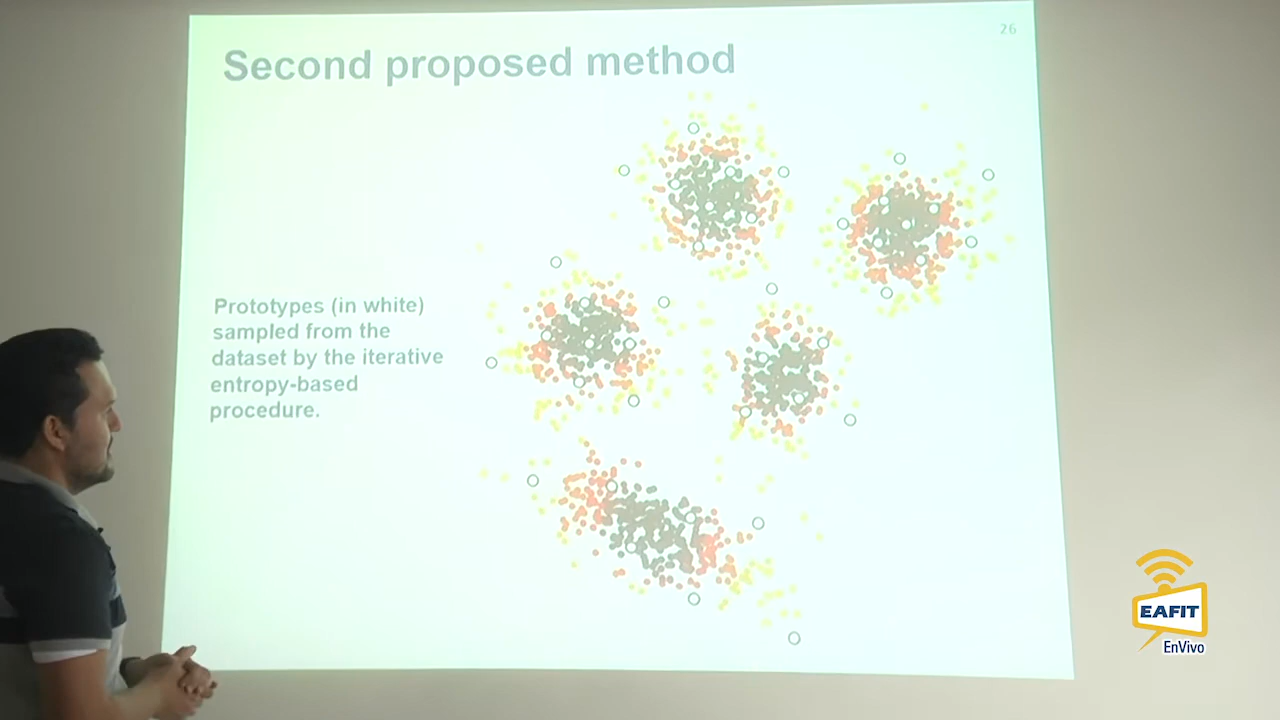 26
Second proposed method
Prototypes (in white)
sampled from the
dataset by the iterative
entropy-based
procedure.
EAFIT
EnVivo